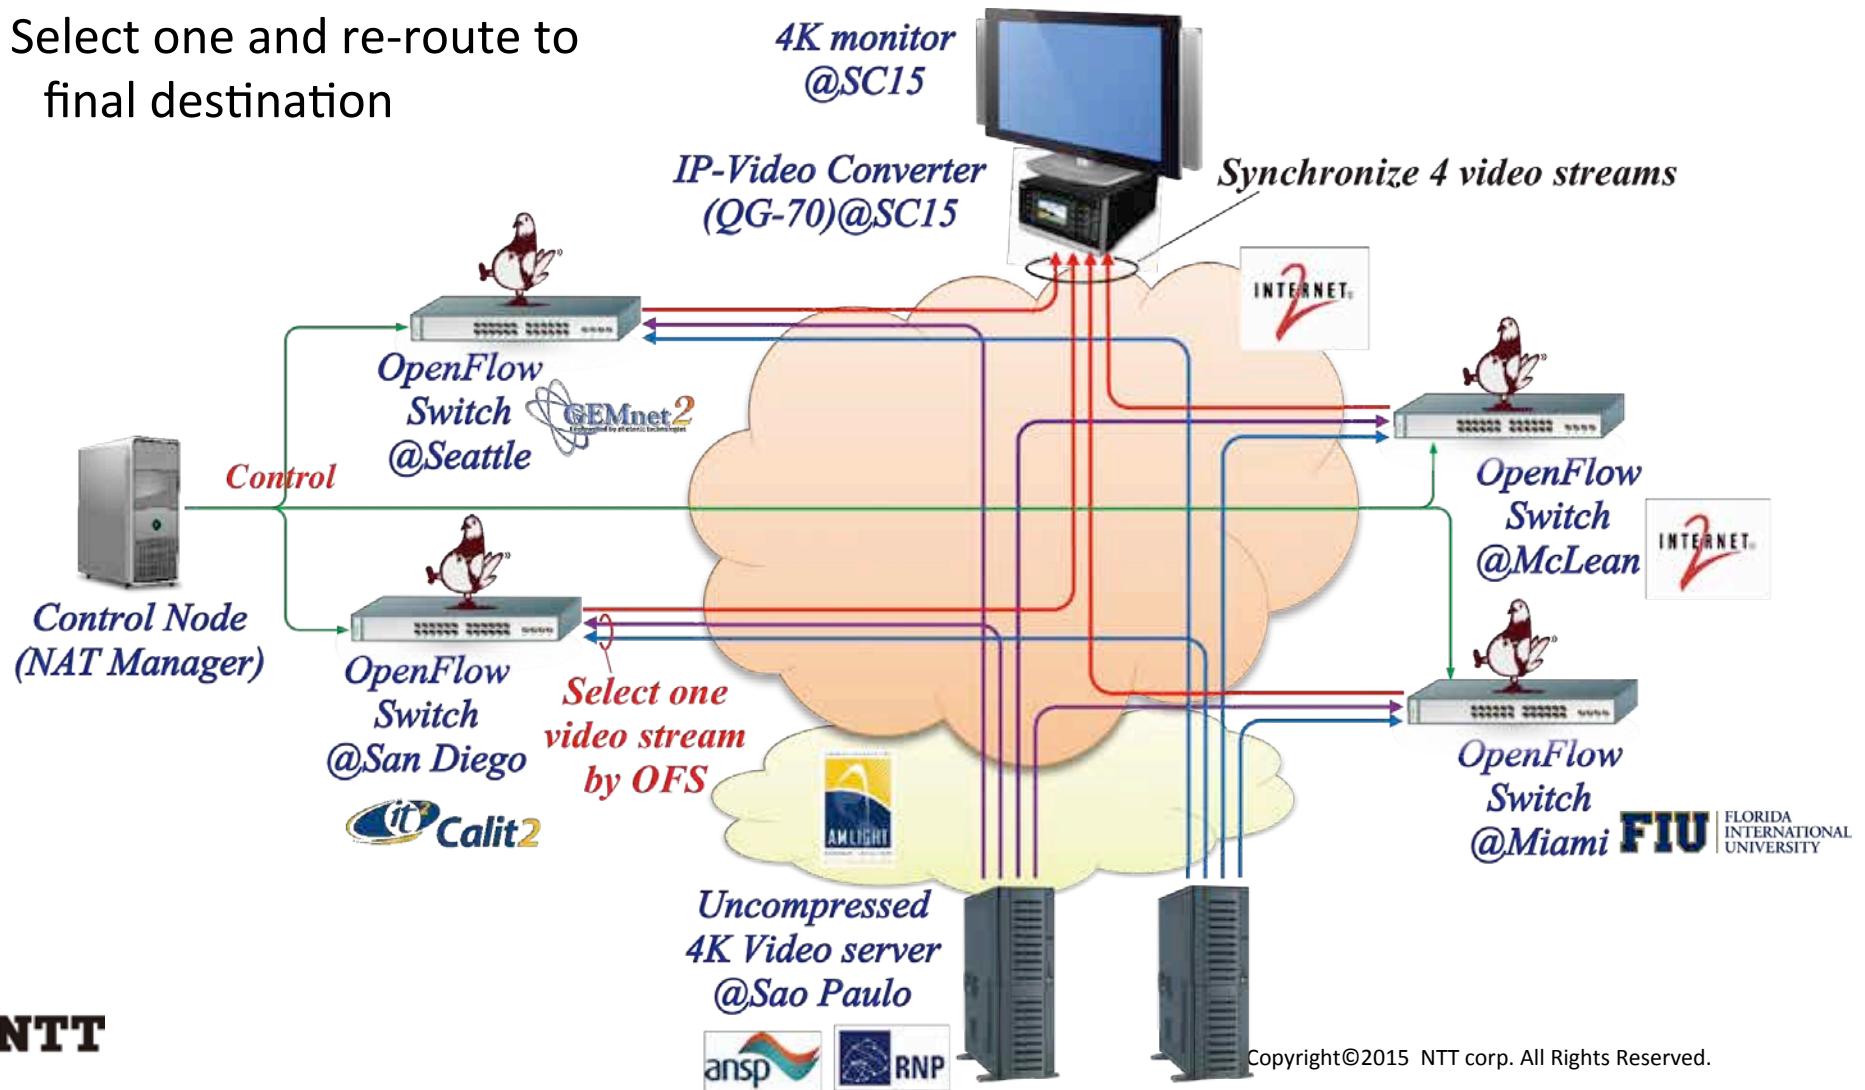 Select one and re-route to
final destination
4K monitor
@SC15
IP-Video Converter
(QG-70)@SC15
Synchronize 4 video streams
INTERNET
2
OpenFlow
Switch
@Seattle
GEMnet2
Control
OpenFlow
Switch
@McLean
INTERNET
2
Control Node
(NAT Manager)
OpenFlow
Switch
@San Diego
Select one
video stream
by OFS
it2
Calit2
AMLIGHT
OpenFlow
Switch
@Miami
FIU
FLORIDA
INTERNATIONAL
UNIVERSITY
Uncompressed
4K Video server
@Sao Paulo
ansp
RNP
NTT
Copyright©2015 NTT corp. All Rights Reserved.